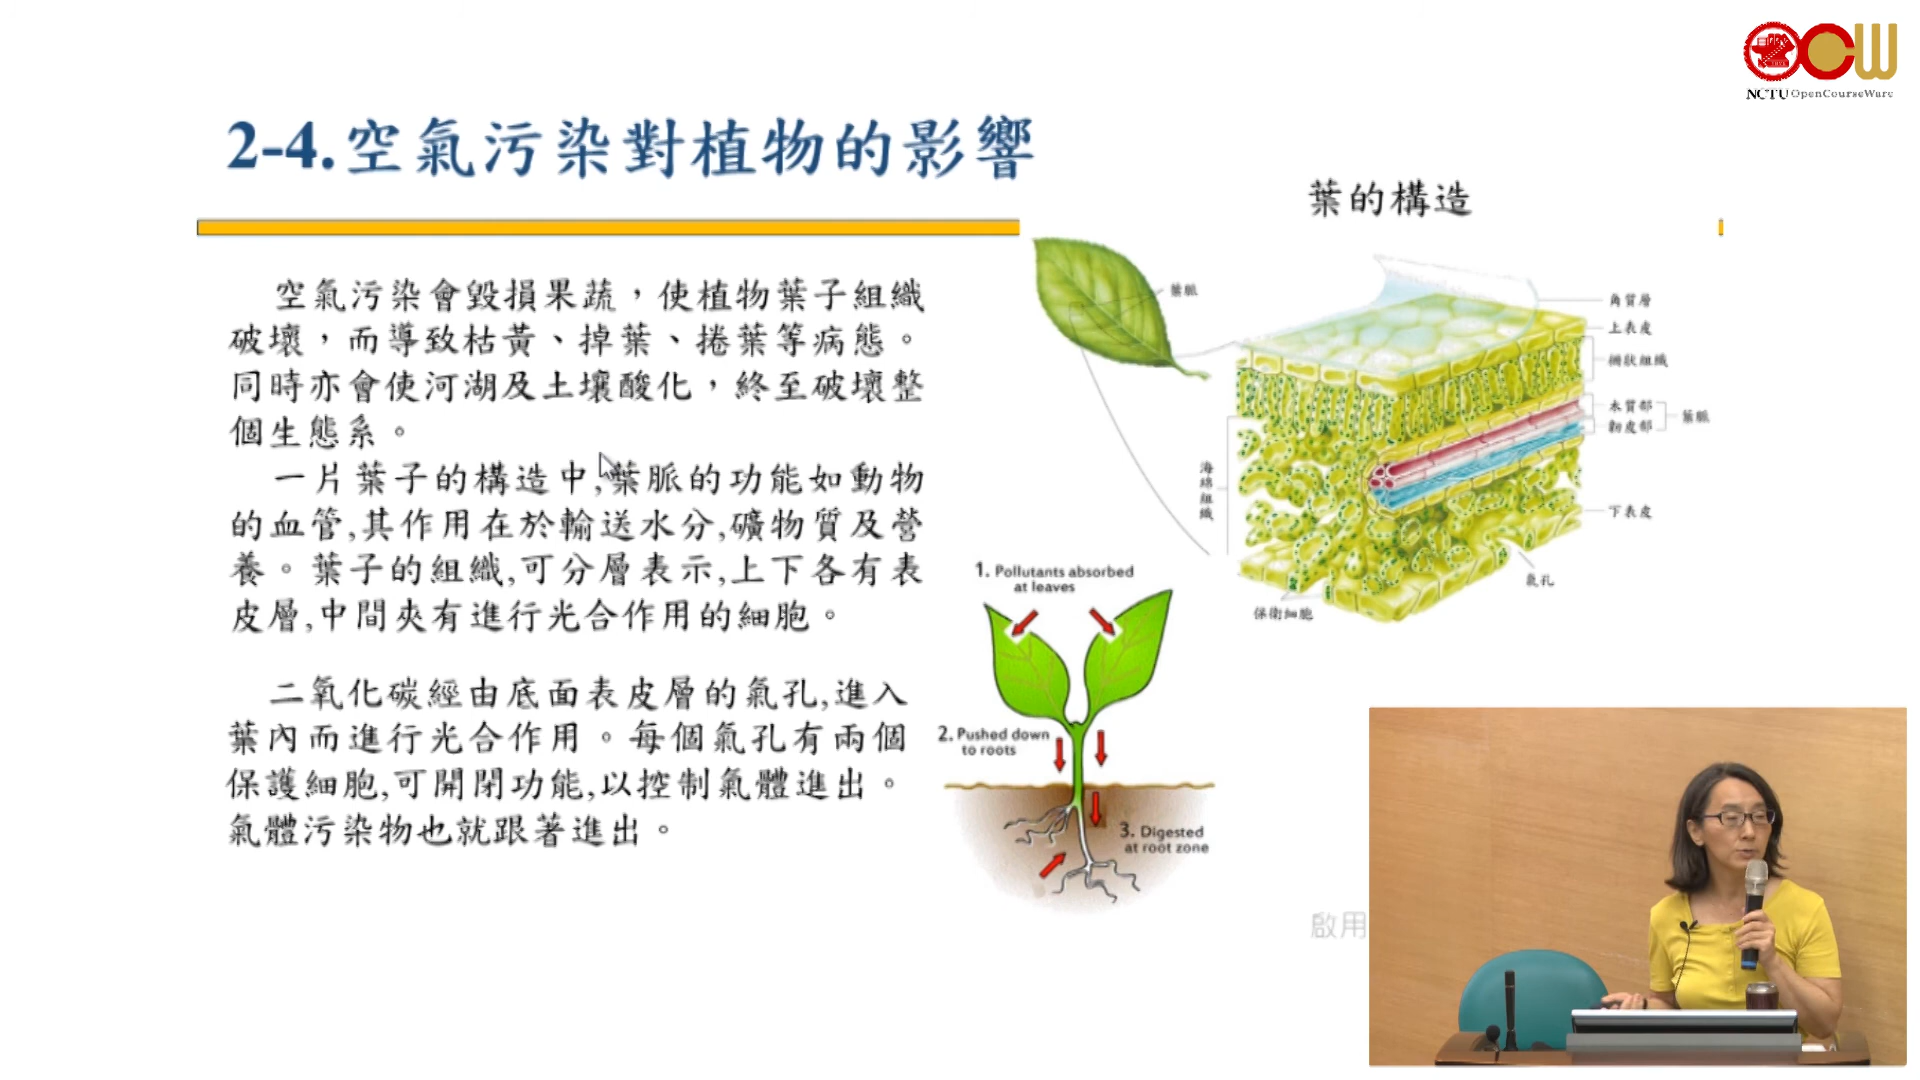 NCTU OpenCourseWare
2-4.空氣污染對植物的影響
葉的構造
空氣污染會毀損果蔬，使植物葉子組織
破壞，而導致枯黃、掉葉、捲葉等病態。
同時亦會使河湖及土壤酸化，終至破壞整
個生態系。
一片葉子的構造中,葉脈的功能如動物
的血管,其作用在於輸送水分,礦物質及營
養。葉子的組織,可分層表示,上下各有表
皮層,中間夾有進行光合作用的細胞。
二氧化碳經由底面表皮層的氣孔,進入
葉內而進行光合作用。每個氣孔有兩個
保護細胞,可開閉功能,以控制氣體進出。
氣體污染物也就跟著進出。
葉脈
角質層
上表皮
柵狀組織
木質部
韌皮部
葉脈
海綿組織
下表皮
氣孔
保衛細胞
1. Pollutants absorbed
at leaves
2. Pushed down
to roots
3. Digested
at root zone
啟用